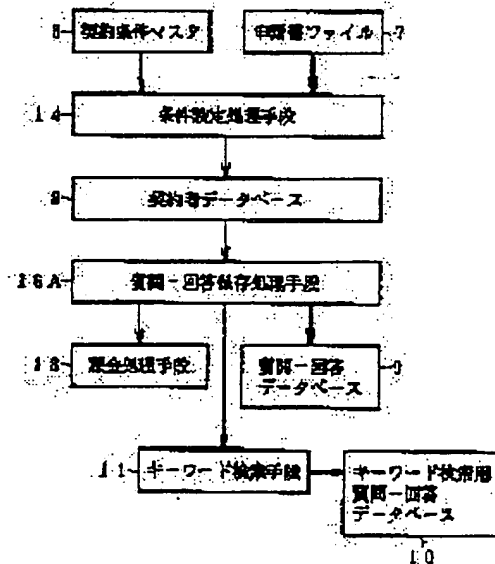 契約条件マスタ
申請書ファイル
7
14
条件設定処理手段
契約者データベース
16A
質問-回答保存処理手段
18
課金処理手段
質問-回答
データベース
11
キーワード検索手段
キーワード検索用
質問-回答
データベース
10